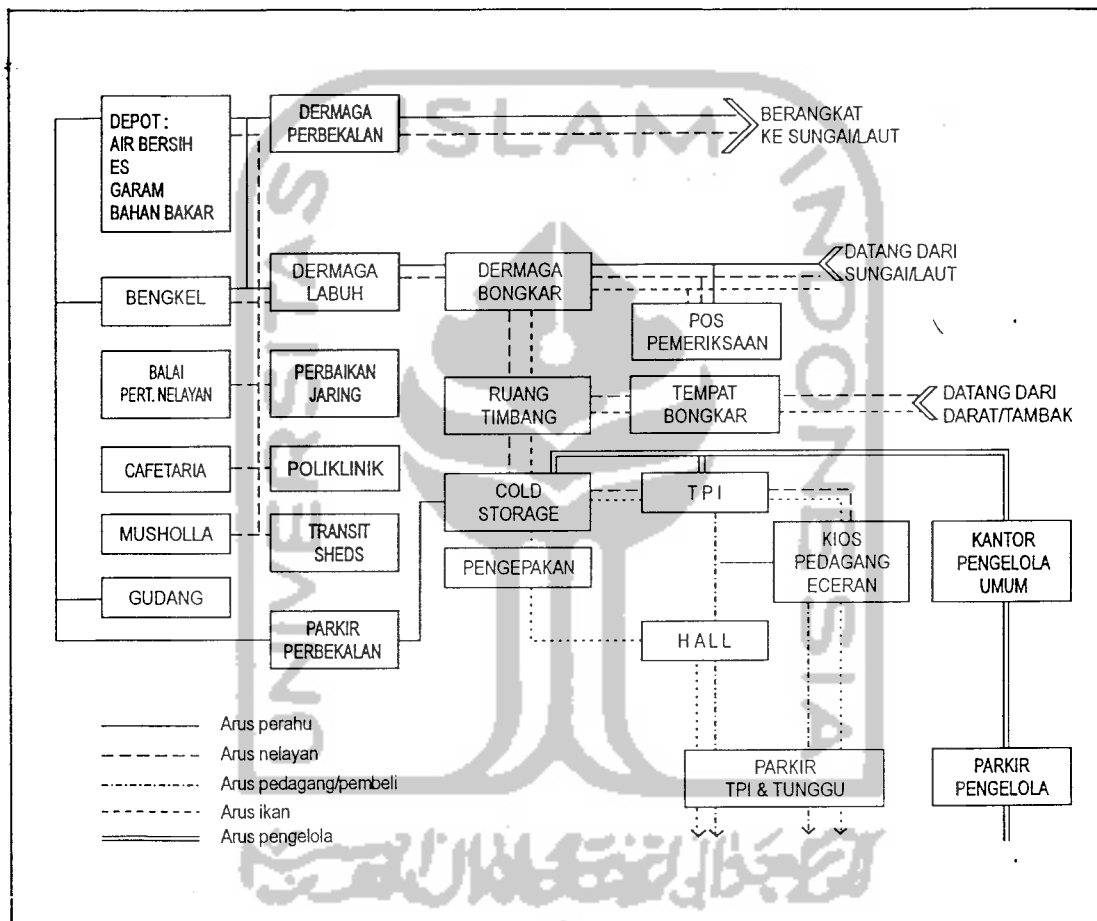 UNIVERSITAS ISLAM INDONESIA
DEPOT :
AIR BERSIH
ES
GARAM
BAHAN BAKAR
DERMAGA
PERBEKALAN
BERANGKAT
KE SUNGAI/LAUT
BENGKEL
DERMAGA
LABUH
DERMAGA
BONGKAR
DATANG DARI
SUNGAI/LAUT
POS
PEMERIKSAAN
BALAI
PERT. NELAYAN
PERBAIKAN
JARING
RUANG
TIMBANG
TEMPAT
BONGKAR
DATANG DARI
DARAT/TAMBAK
CAFETARIA
POLIKLINIK
COLD
STORAGE
T P I
MUSHOLLA
TRANSIT
SHEDS
PENGEPAKAN
KIOS
PEDAGANG
ECERAN
KANTOR
PENGELOLA
UMUM
GUDANG
PARKIR
PERBEKALAN
H A L L
Arus perahu
Arus nelayan
Arus pedagang/pembeli
Arus ikan
Arus pengelola
PARKIR
TPI & TUNGGU
PARKIR
PENGELOLA